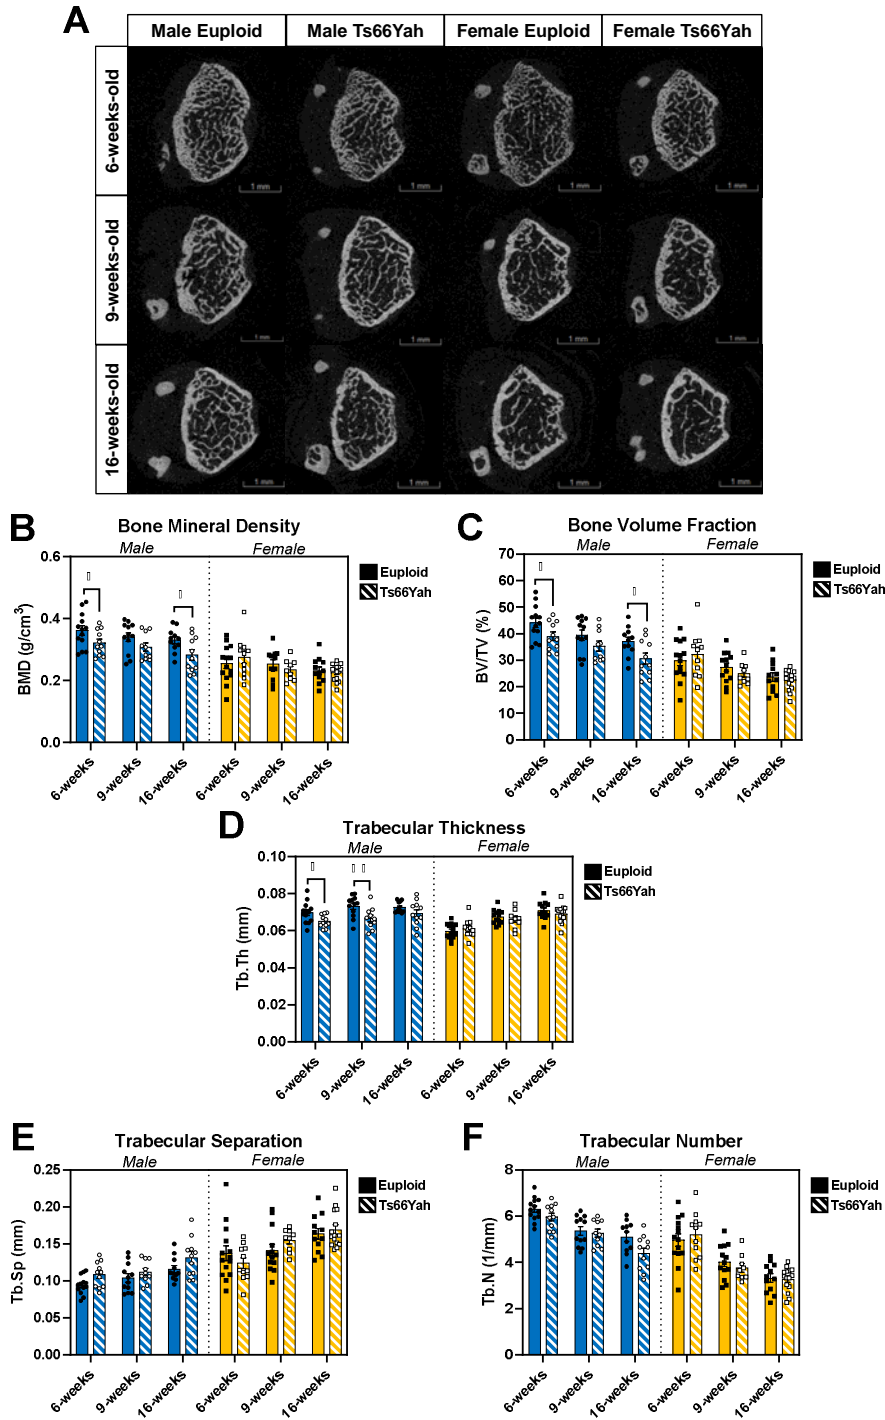 A
Male Euploid
Male Ts66Yah
Female Euploid
Female Ts66Yah
6-weeks-old
1 mm
1 mm
1 mm
1 mm
9-weeks-old
1 mm
1 mm
1 mm
1 mm
16-weeks-old
1 mm
1 mm
1 mm
1 mm
B
Bone Mineral Density
Male
Female
BMD (g/cm³)
0.6
0.4
0.2
0.0
6-weeks
9-weeks
16-weeks
6-weeks
9-weeks
16-weeks
Euploid
Ts66Yah
C
Bone Volume Fraction
Male
Female
BV/TV (%)
70
60
50
40
30
20
10
0
6-weeks
9-weeks
16-weeks
6-weeks
9-weeks
16-weeks
Euploid
Ts66Yah
D
Trabecular Thickness
Male
Female
Tb.Th (mm)
0.10
0.08
0.06
0.04
0.02
0.00
6-weeks
9-weeks
16-weeks
6-weeks
9-weeks
16-weeks
Euploid
Ts66Yah
E
Trabecular Separation
Male
Female
Tb.Sp (mm)
0.25
0.20
0.15
0.10
0.05
0.00
6-weeks
9-weeks
16-weeks
6-weeks
9-weeks
16-weeks
Euploid
Ts66Yah
F
Trabecular Number
Male
Female
Tb.N (1/mm)
8
6
4
2
0
6-weeks
9-weeks
16-weeks
6-weeks
9-weeks
16-weeks
Euploid
Ts66Yah